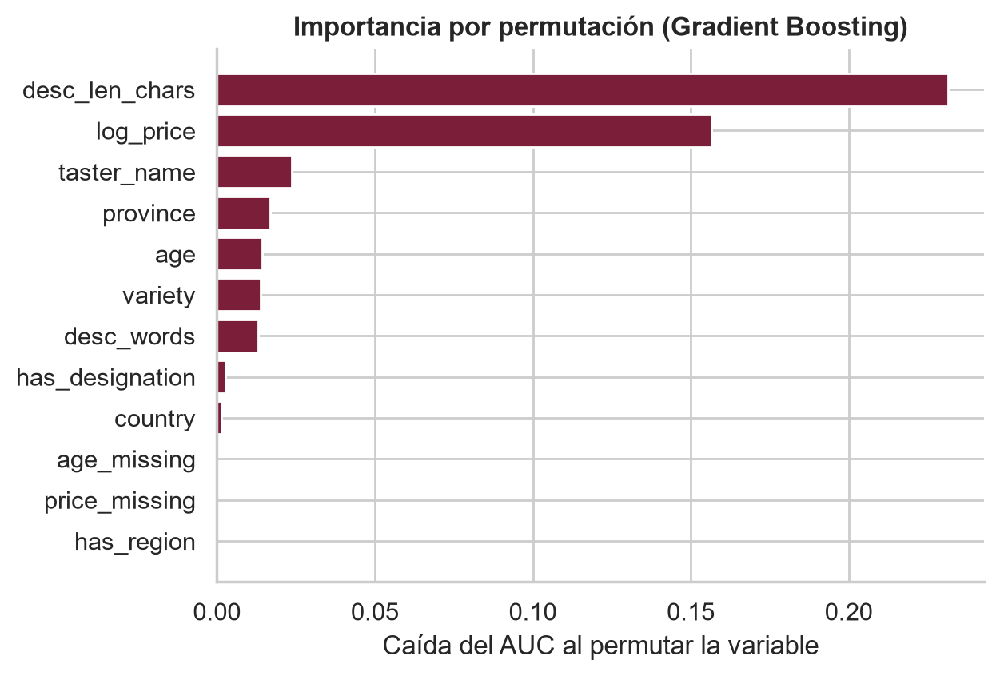 Importancia por permutación (Gradient Boosting)
desc_len_chars
log_price
taster_name
province
age
variety
desc_words
has_designation
country
age_missing
price_missing
has_region
0.00 0.05 0.10 0.15 0.20
Caída del AUC al permutar la variable